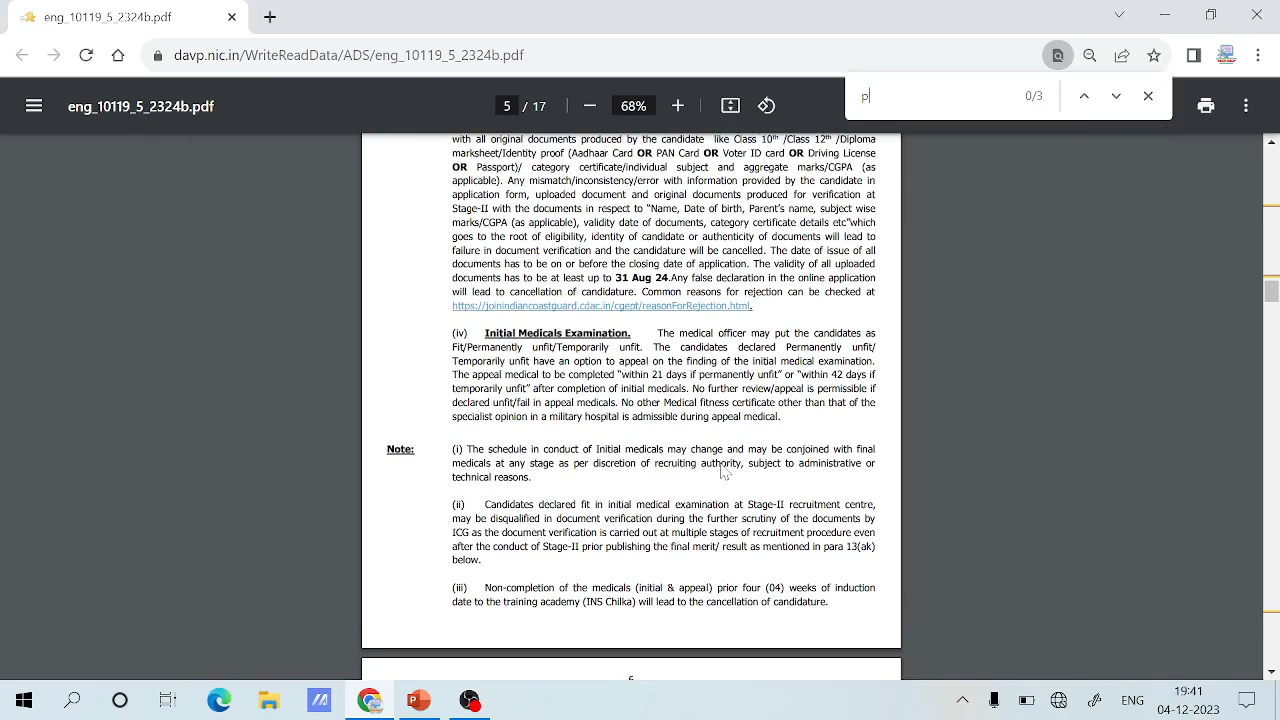 eng_10119_5_2324b.pdf
davp.nic.in/WriteReadData/ADS/eng_10119_5_2324b.pdf
p 0/3
eng_10119_5_2324b.pdf 5 / 17 68%
with all original documents produced by the candidate like Class 10th /Class 12th /Diploma
marksheet/Identity proof (Aadhaar Card OR PAN Card OR Voter ID card OR Driving License
OR Passport)/ category certificate/individual subject and aggregate marks/CGPA (as
applicable). Any mismatch/inconsistency/error with information provided by the candidate in
application form, uploaded document and original documents produced for verification at
Stage-II with the documents in respect to “Name, Date of birth, Parent’s name, subject wise
marks/CGPA (as applicable), validity date of documents, category certificate details etc”which
goes to the root of eligibility, identity of candidate or authenticity of documents will lead to
failure in document verification and the candidature will be cancelled. The date of issue of all
documents has to be on or before the closing date of application. The validity of all uploaded
documents has to be at least up to 31 Aug 24.Any false declaration in the online application
will lead to cancellation of candidature. Common reasons for rejection can be checked at
https://joinindiancoastguard.cdac.in/cgept/reasonForRejection.html.
(iv) Initial Medicals Examination. The medical officer may put the candidates as
Fit/Permanently unfit/Temporarily unfit. The candidates declared Permanently unfit/
Temporarily unfit have an option to appeal on the finding of the initial medical examination.
The appeal medical to be completed “within 21 days if permanently unfit” or “within 42 days if
temporarily unfit” after completion of initial medicals. No further review/appeal is permissible if
declared unfit/fail in appeal medicals. No other Medical fitness certificate other than that of the
specialist opinion in a military hospital is admissible during appeal medical.
Note: (i) The schedule in conduct of Initial medicals may change and may be conjoined with final
medicals at any stage as per discretion of recruiting authority, subject to administrative or
technical reasons.
(ii) Candidates declared fit in initial medical examination at Stage-II recruitment centre,
may be disqualified in document verification during the further scrutiny of the documents by
ICG as the document verification is carried out at multiple stages of recruitment procedure even
after the conduct of Stage-II prior publishing the final merit/ result as mentioned in para 13(ak)
below.
(iii) Non-completion of the medicals (initial & appeal) prior four (04) weeks of induction
date to the training academy (INS Chilka) will lead to the cancellation of candidature.
ENG 19:41
04-12-2023